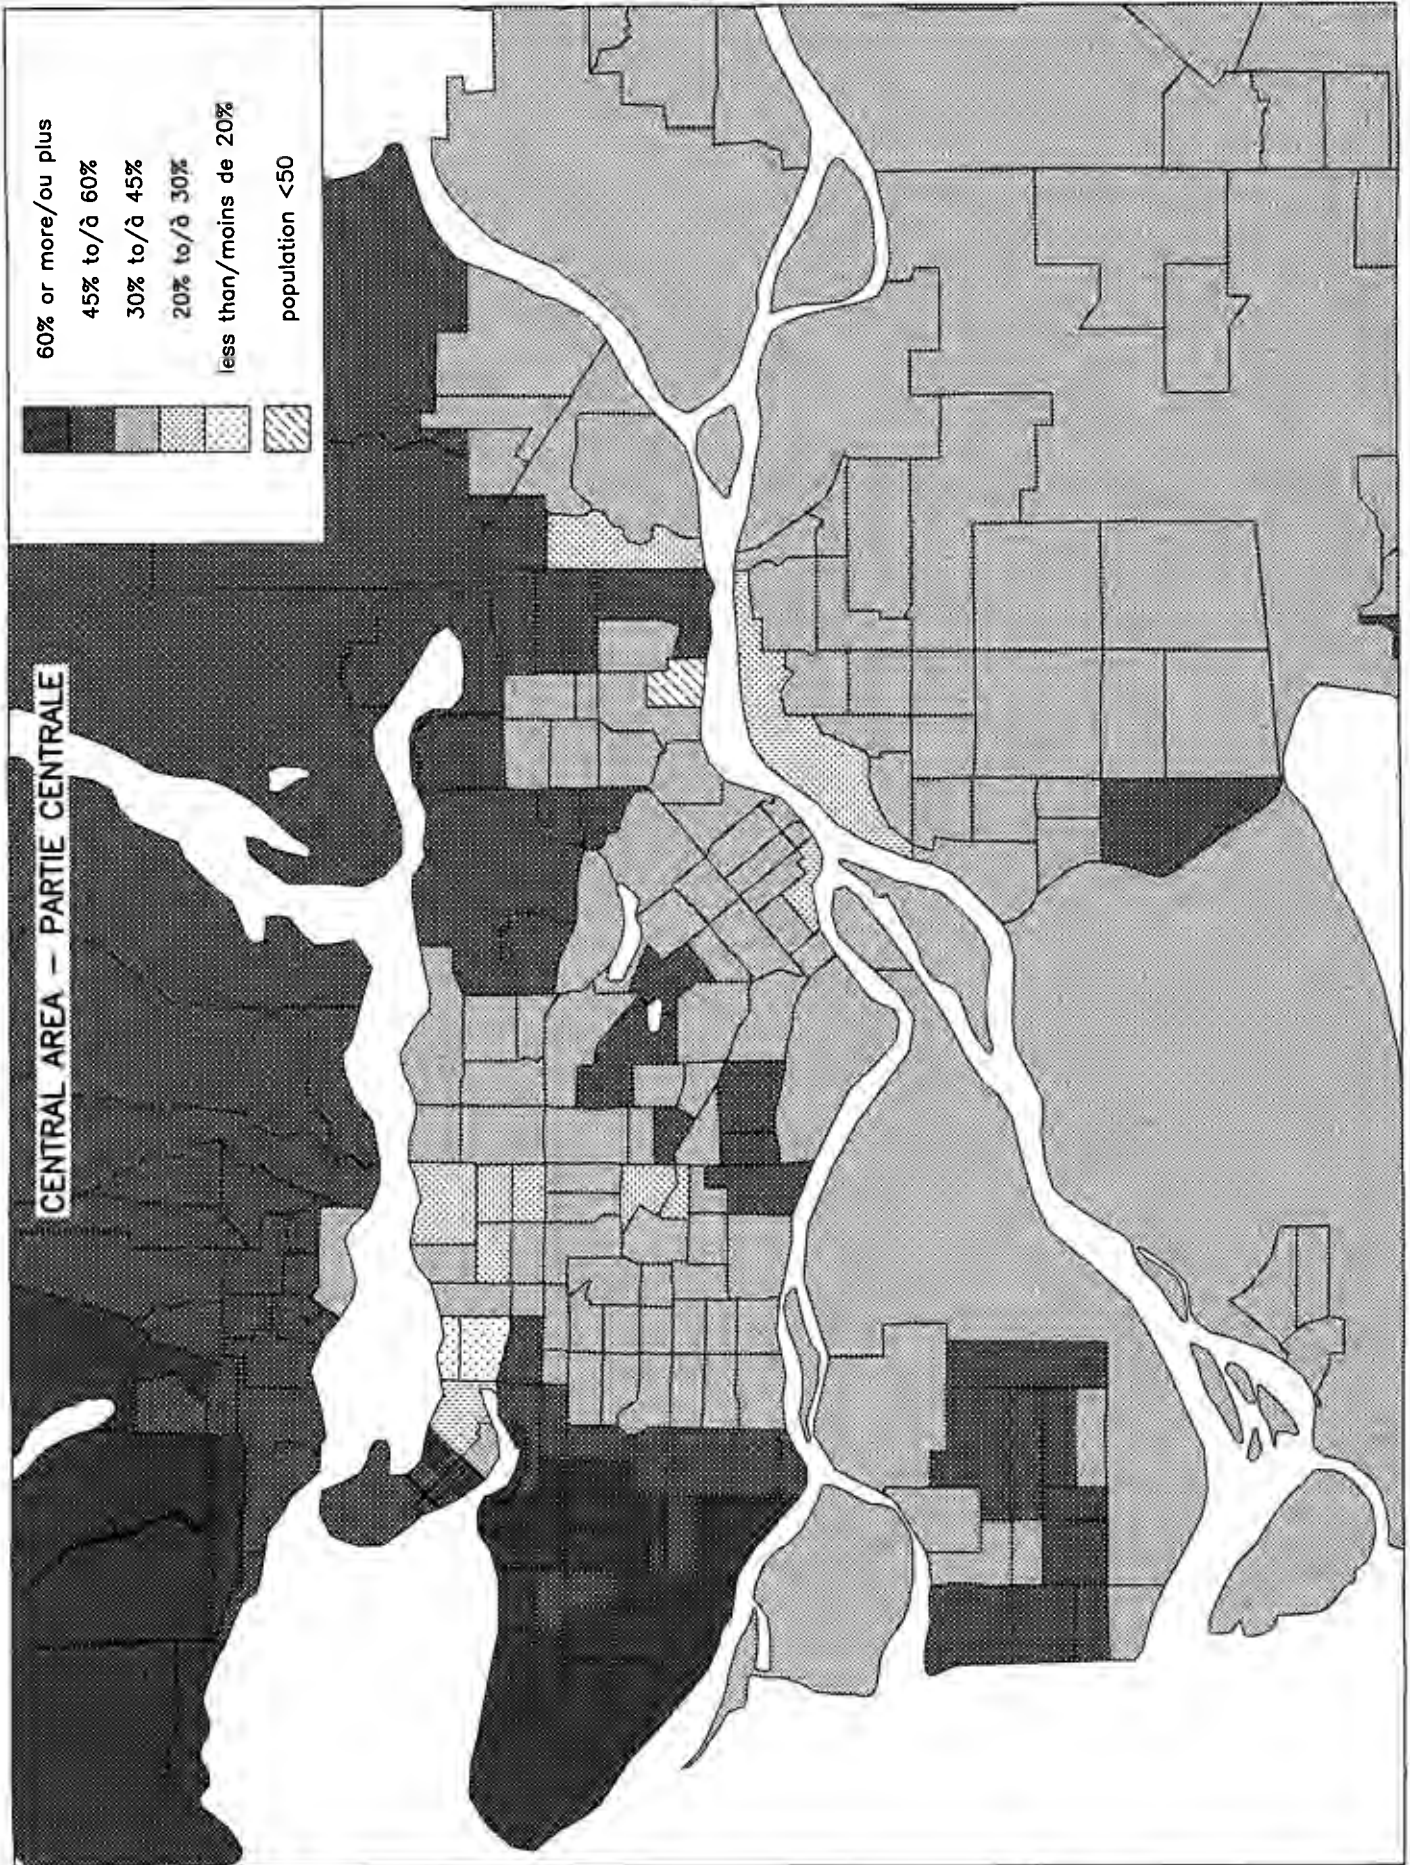 CENTRAL AREA – PARTIE CENTRALE
60% or more/ou plus
45% to/à 60%
30% to/à 45%
20% to/à 30%
less than/moins de 20%
population <50